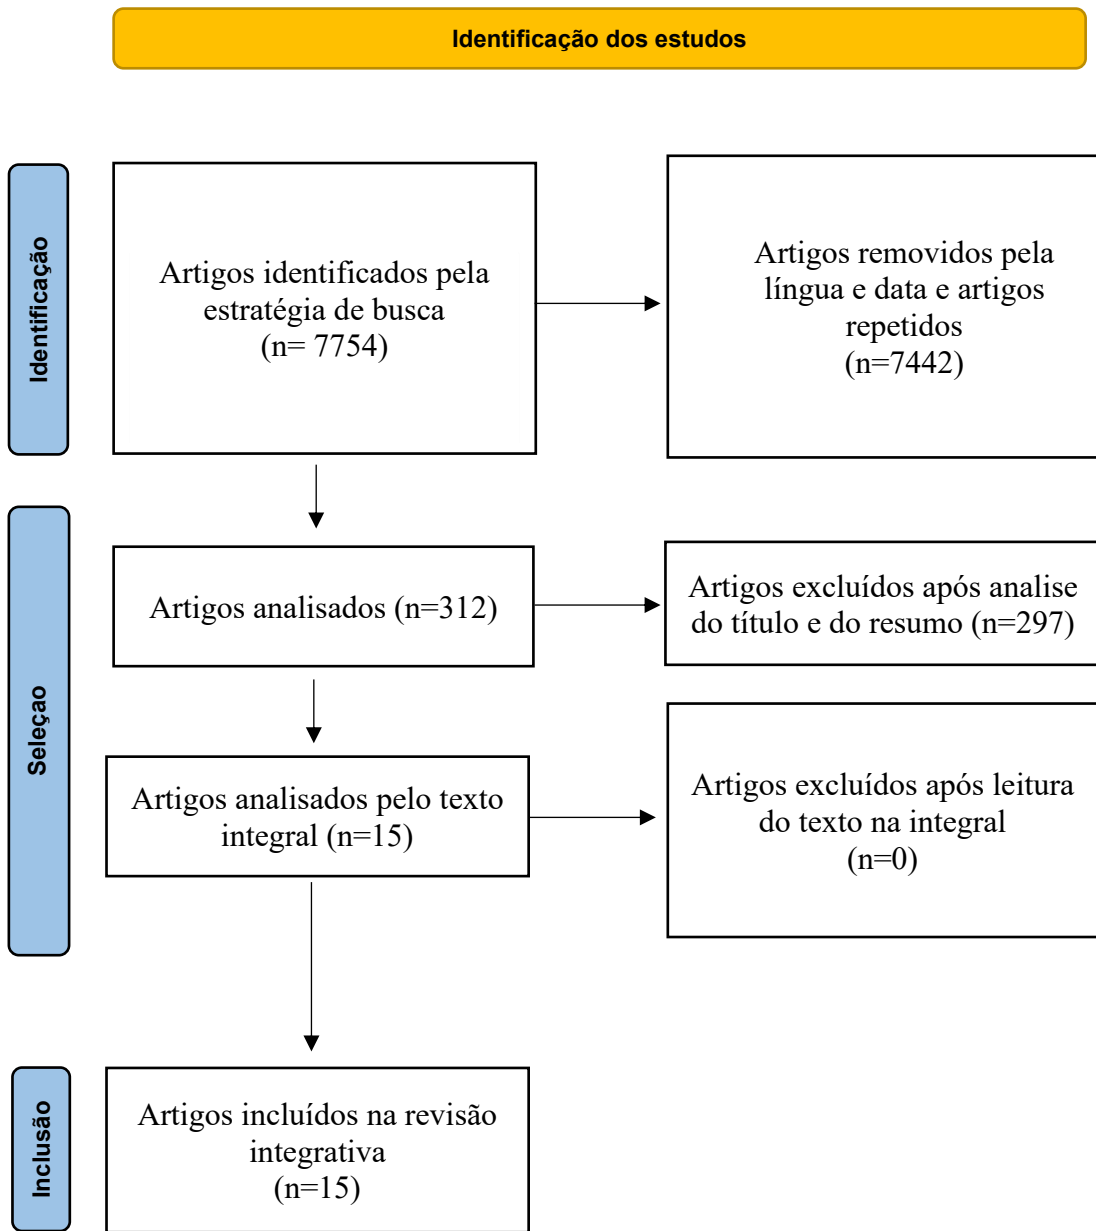 Identificação dos estudos
Identificação
Artigos identificados pela
estratégia de busca
(n= 7754)
Artigos removidos pela
língua e data e artigos
repetidos
(n=7442)
Seleçao
Artigos analisados (n=312)
Artigos excluídos após analise
do título e do resumo (n=297)
Artigos analisados pelo texto
integral (n=15)
Artigos excluídos após leitura
do texto na integral
(n=0)
Inclusão
Artigos incluídos na revisão
integrativa
(n=15)